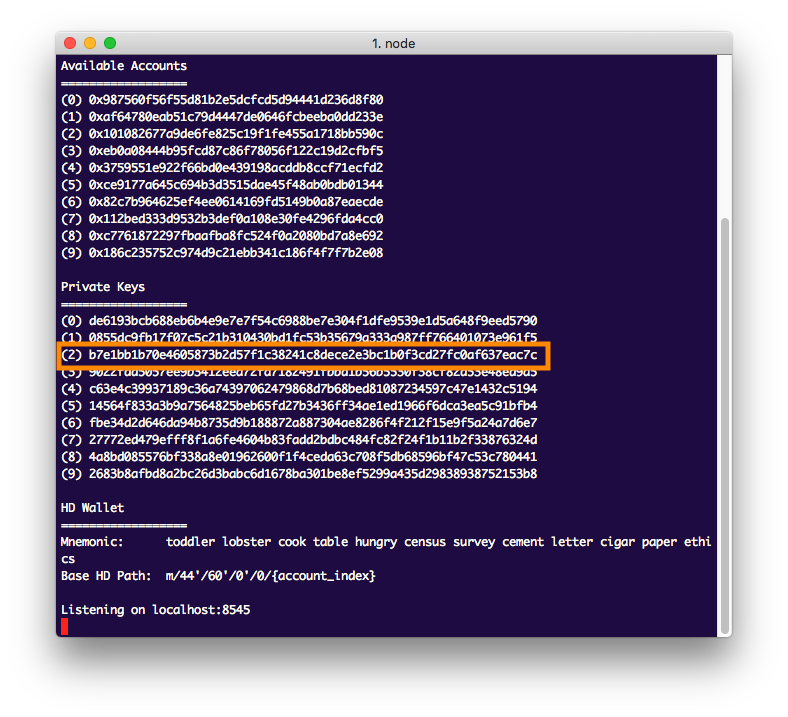 1. node
Available Accounts
==================
(0) 0x987560f56f55d81b2e5dcfcd5d94441d236d8f80
(1) 0xaf64780eab51c79d4447de0646fcbeeba0dd233e
(2) 0x101082677a9de6fe825c19f1fe455a1718bb590c
(3) 0xeb0a08444b95fcd87c86f78056f122c19d2cfbf5
(4) 0x3759551e922f66bd0e439198acddb8ccf71ecfd2
(5) 0xce9177a645c694b3d3515dae45f48ab0bdb01344
(6) 0x82c7b964625ef4ee0614169fd5149b0a87eaecde
(7) 0x112bed333d9532b3def0a108e30fe4296fda4cc0
(8) 0xc7761872297fbaafba8fc524f0a2080bd7a8e692
(9) 0x186c235752c974d9c21ebb341c186f4f7f7b2e08
Private Keys
==================
(0) de6193bcb688eb6b4e9e7e7f54c6988be7e304f1dfe9539e1d5a648f9eed5790
(1) 0855dc9fb17f07c5c21b310430bd1fc53b35679a333a987ff766401073e961f5
(2) b7e1bb1b70e4605873b2d57f1c38241c8dece2e3bc1b0f3cd27fc0af637eac7c
(3)
(4) c63e4c39937189c36a74397062479868d7b68bed81087234597c47e1432c5194
(5) 14564f833a3b9a7564825beb65fd27b3436ff34ae1ed1966f6dca3ea5c91bfb4
(6) fbe34d2d646da94b8735d9b188872a887304ae8286f4f212f15e9f5a24a7d6e7
(7) 27772ed479efff8f1a6fe4604b83fadd2bdbc484fc82f24f1b11b2f33876324d
(8) 4a8bd085576bf338a8e01962600f1f4ceda63c708f5db68596bf47c53c780441
(9) 2683b8afbd8a2bc26d3babc6d1678ba301be8ef5299a435d29838938752153b8
HD Wallet
==================
Mnemonic:      toddler lobster cook table hungry census survey cement letter cigar paper ethi
cs
Base HD Path:  m/44'/60'/0'/0/{account_index}
Listening on localhost:8545